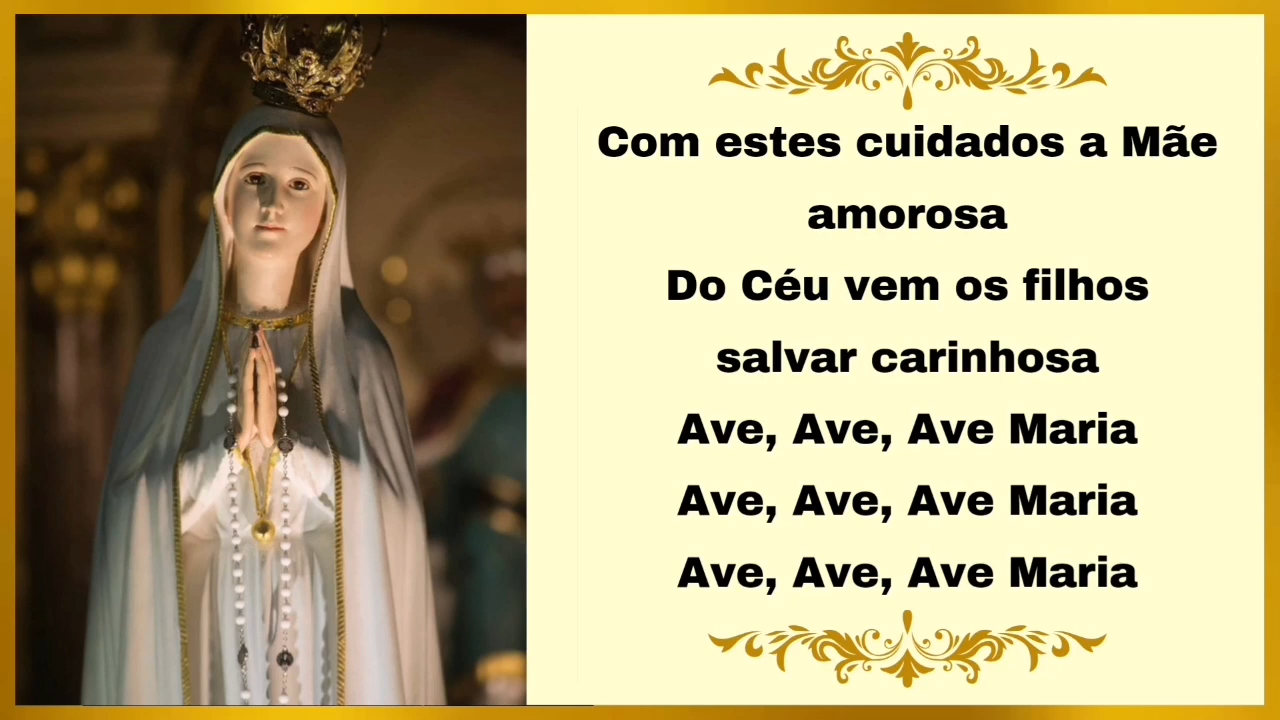 Com estes cuidados a Mãe
amorosa
Do Céu vem os filhos
salvar carinhosa
Ave, Ave, Ave Maria
Ave, Ave, Ave Maria
Ave, Ave, Ave Maria